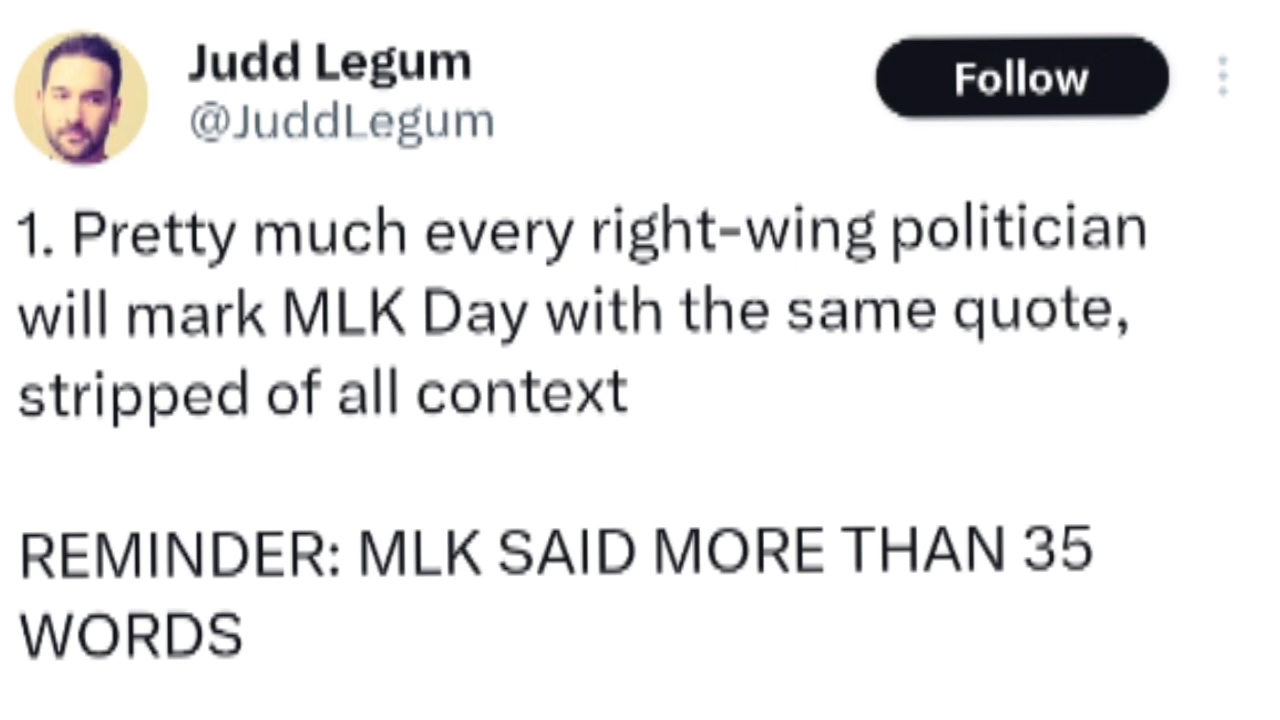 Judd Legum
@JuddLegum
Follow
1. Pretty much every right-wing politician
will mark MLK Day with the same quote,
stripped of all context
REMINDER: MLK SAID MORE THAN 35
WORDS